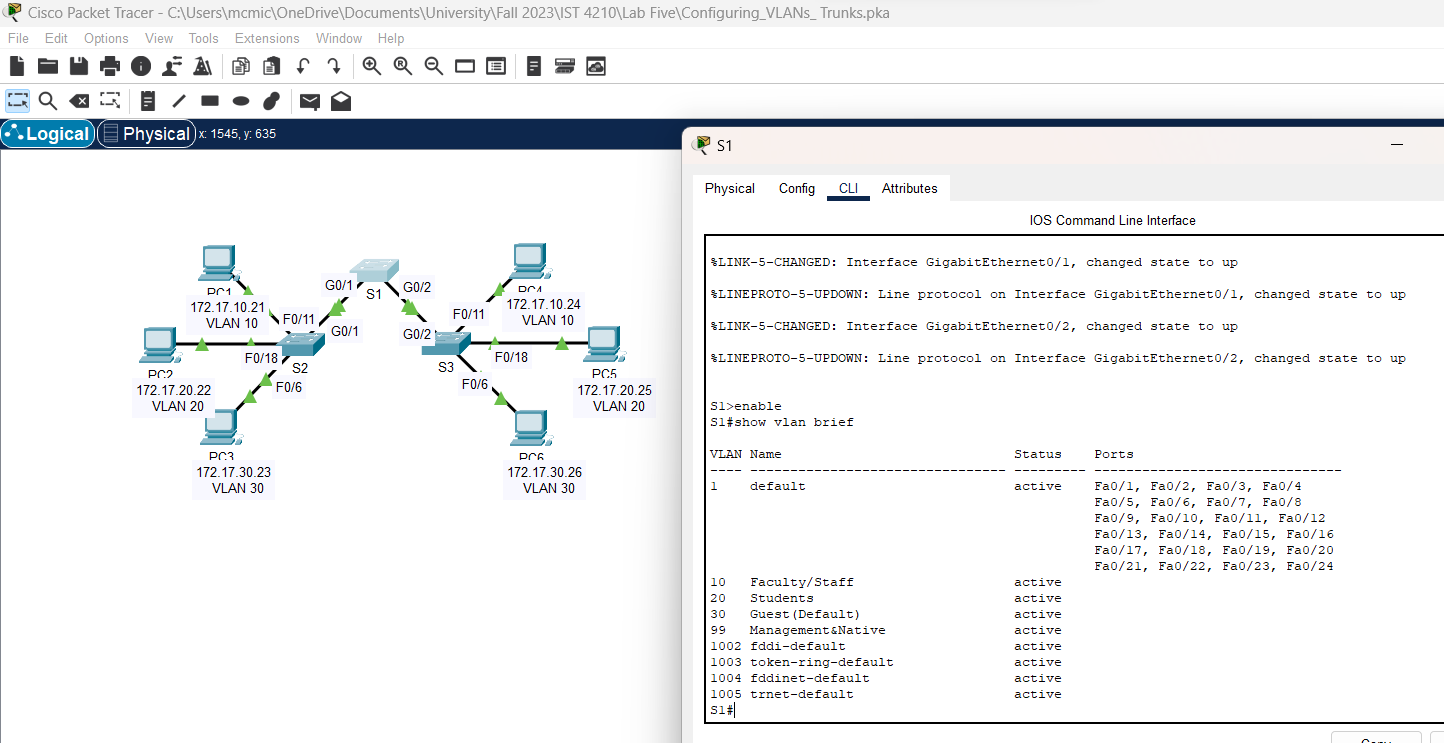 Cisco Packet Tracer - C:\Users\mcmic\OneDrive\Documents\University\Fall 2023\IST 4210\Lab Five\Configuring_VLANs_ Trunks.pka
File Edit Options View Tools Extensions Window Help
Logical Physical x: 1545, y: 635
PC1
172.17.10.21
VLAN 10
F0/11
G0/1
S1
G0/2
PC4
172.17.10.24
VLAN 10
F0/11
G0/1
G0/2
PC2
172.17.20.22
VLAN 20
F0/18
S2
F0/6
S3
F0/6
F0/18
PC5
172.17.20.25
VLAN 20
PC3
172.17.30.23
VLAN 30
PC6
172.17.30.26
VLAN 30
S1
Physical Config CLI Attributes
IOS Command Line Interface
%LINK-5-CHANGED: Interface GigabitEthernet0/1, changed state to up
%LINEPROTO-5-UPDOWN: Line protocol on Interface GigabitEthernet0/1, changed state to up
%LINK-5-CHANGED: Interface GigabitEthernet0/2, changed state to up
%LINEPROTO-5-UPDOWN: Line protocol on Interface GigabitEthernet0/2, changed state to up
S1>enable
S1#show vlan brief
VLAN Name Status Ports
---- -------------------------------- --------- -------------------------------
1 default active Fa0/1, Fa0/2, Fa0/3, Fa0/4
Fa0/5, Fa0/6, Fa0/7, Fa0/8
Fa0/9, Fa0/10, Fa0/11, Fa0/12
Fa0/13, Fa0/14, Fa0/15, Fa0/16
Fa0/17, Fa0/18, Fa0/19, Fa0/20
Fa0/21, Fa0/22, Fa0/23, Fa0/24
10 Faculty/Staff active
20 Students active
30 Guest(Default) active
99 Management&Native active
1002 fddi-default active
1003 token-ring-default active
1004 fddinet-default active
1005 trnet-default active
S1#
Copy